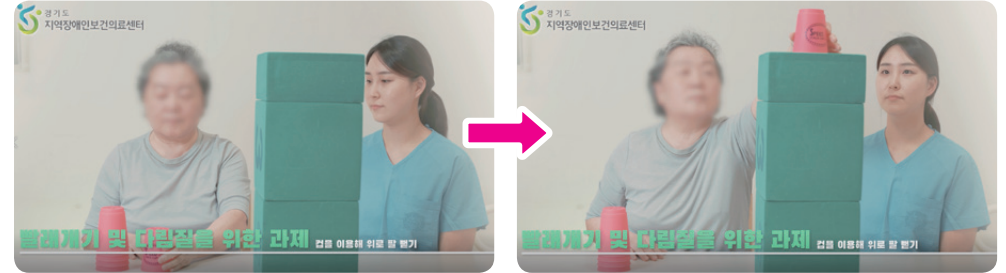 경기도
지역장애인보건의료센터
빨래개기 및 다림질을 위한 과제 컵을 이용해 위로 팔 뻗기
경기도
지역장애인보건의료센터
빨래개기 및 다림질을 위한 과제 컵을 이용해 위로 팔 뻗기